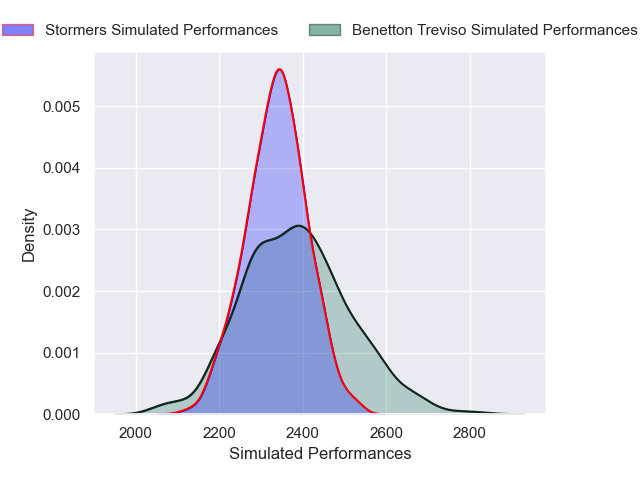 Stormers Simulated Performances
Benetton Treviso Simulated Performances
0.005
0.004
0.003
0.002
0.001
0.000
Density
2000
2200
2400
2600
2800
Simulated Performances